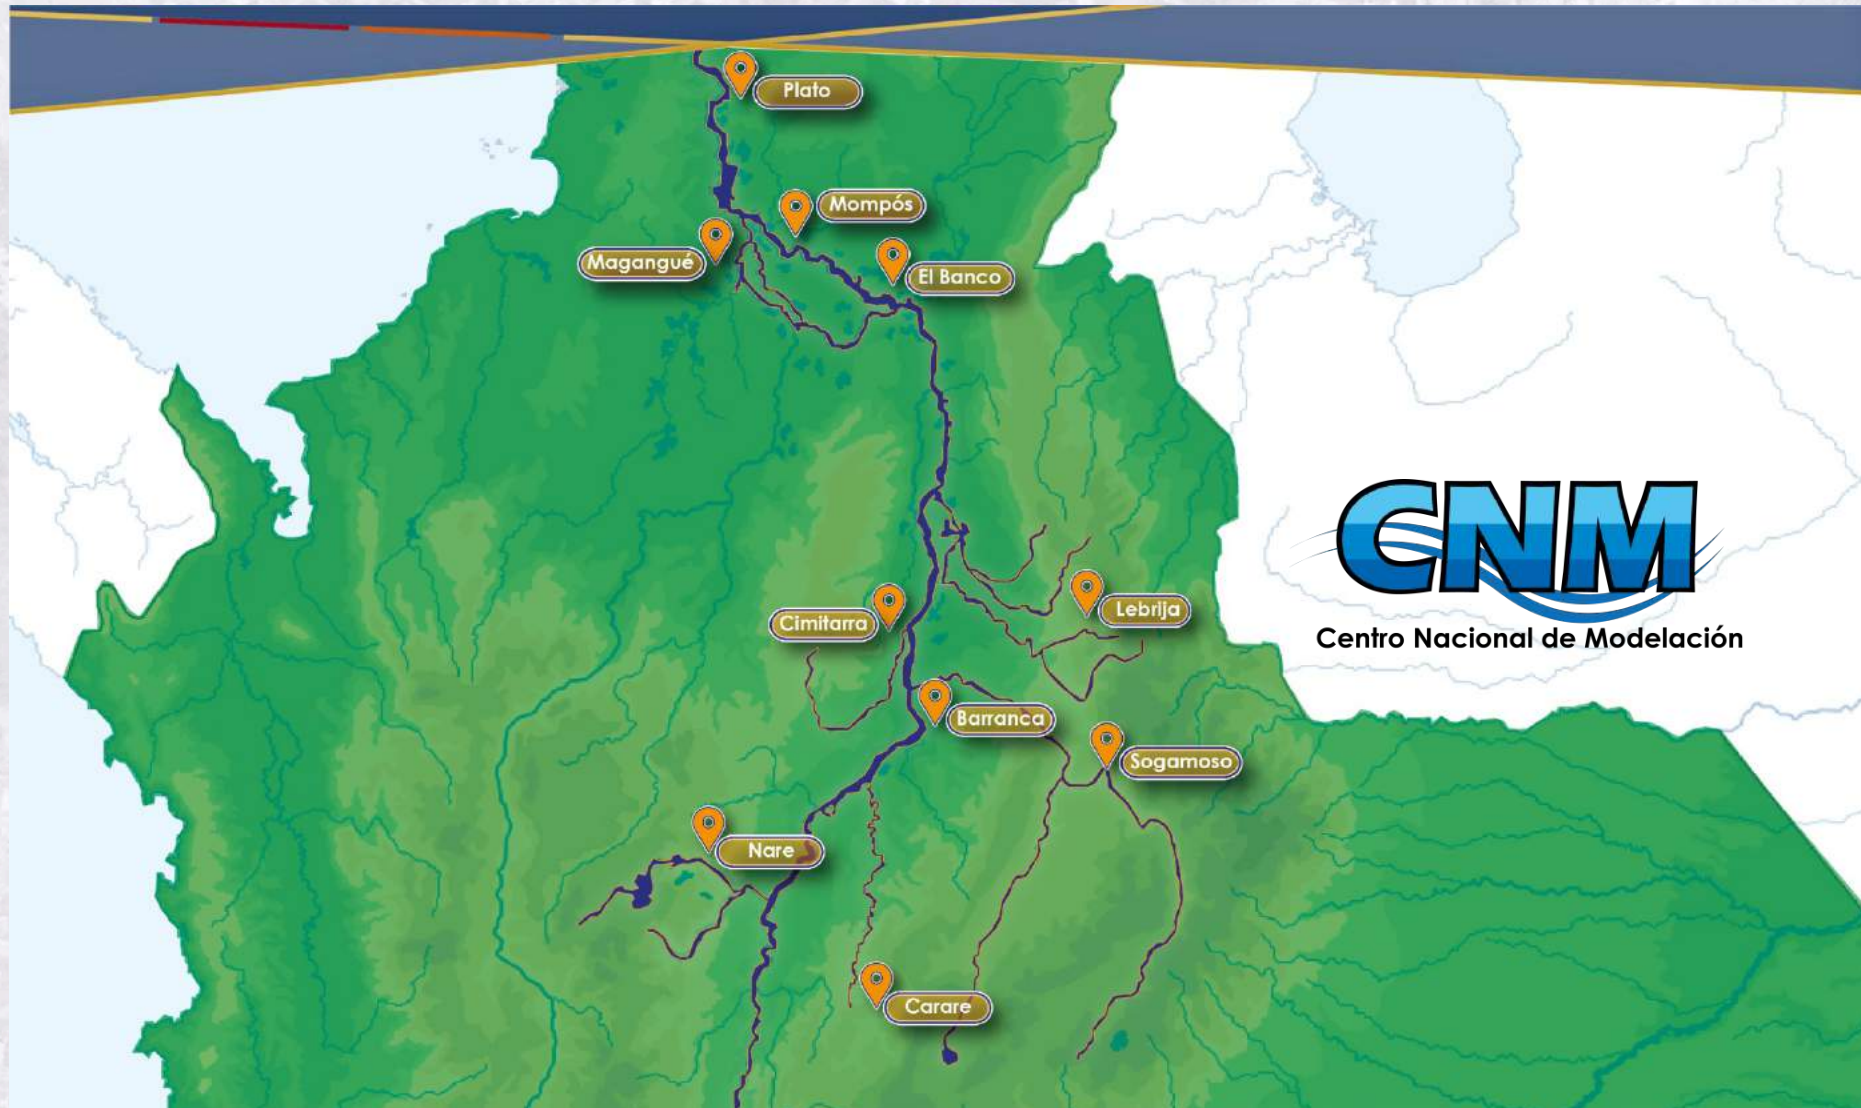 Plato
Mompós
Magangué
El Banco
CNM
Centro Nacional de Modelación
Cimitarra
Lebrija
Barranca
Sogamoso
Nare
Carare